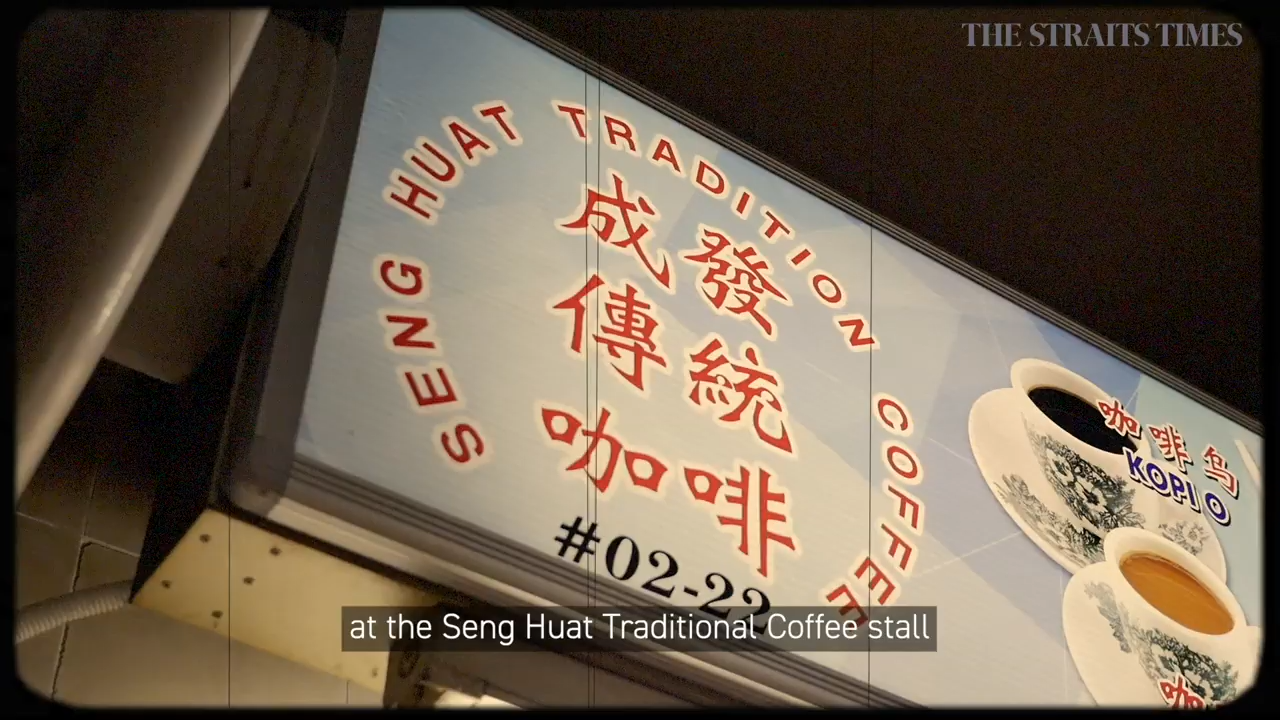 THE STRAITS TIMES
SENG HUAT TRADITION COFFEE
成發
傳統
咖啡
#02-22
咖啡乌
KOPI O
咖
at the Seng Huat Traditional Coffee stall